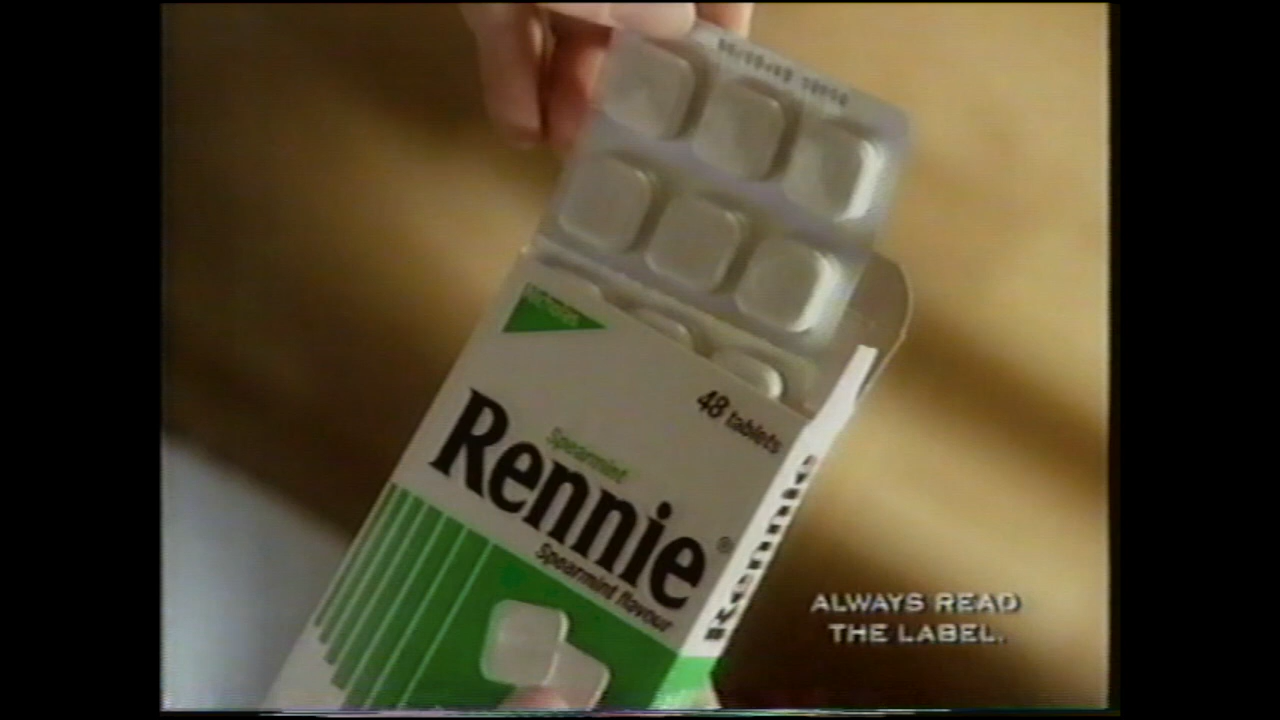 48 tablets
Spearmint
Rennie®
Spearmint flavour
ALWAYS READ
THE LABEL.